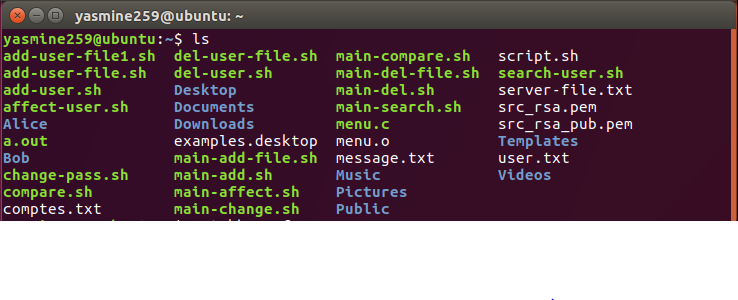 yasmine259@ubuntu: ~
yasmine259@ubuntu:~$ ls
add-user-file1.sh del-user-file.sh main-compare.sh script.sh
add-user-file.sh del-user.sh main-del-file.sh search-user.sh
add-user.sh Desktop main-del.sh server-file.txt
affect-user.sh Documents main-search.sh src_rsa.pem
Alice Downloads menu.c src_rsa_pub.pem
a.out examples.desktop menu.o Templates
Bob main-add-file.sh message.txt user.txt
change-pass.sh main-add.sh Music Videos
compare.sh main-affect.sh Pictures
comptes.txt main-change.sh Public